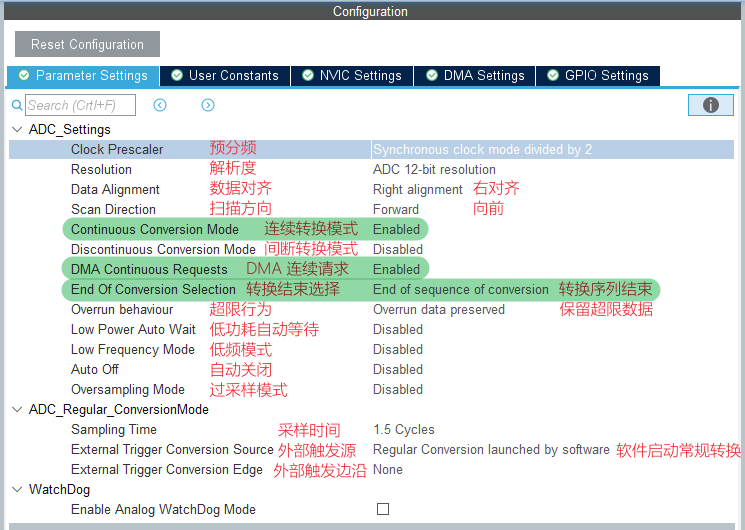 Configuration
Reset Configuration
Parameter Settings User Constants NVIC Settings DMA Settings GPIO Settings
Search (CrtI+F)
ADC_Settings
Clock Prescaler 预分频 Synchronous clock mode divided by 2
Resolution 解析度 ADC 12-bit resolution
Data Alignment 数据对齐 Right alignment 右对齐
Scan Direction 扫描方向 Forward 向前
Continuous Conversion Mode 连续转换模式 Enabled
Discontinuous Conversion Mode 间断转换模式 Disabled
DMA Continuous Requests DMA 连续请求 Enabled
End Of Conversion Selection 转换结束选择 End of sequence of conversion 转换序列结束
Overrun behaviour 超限行为 Overrun data preserved 保留超限数据
Low Power Auto Wait 低功耗自动等待 Disabled
Low Frequency Mode 低频模式 Disabled
Auto Off 自动关闭 Disabled
Oversampling Mode 过采样模式 Disabled
ADC_Regular_ConversionMode
Sampling Time 采样时间 1.5 Cycles
External Trigger Conversion Source 外部触发源 Regular Conversion launched by software 软件启动常规转换
External Trigger Conversion Edge 外部触发边沿 None
WatchDog
Enable Analog WatchDog Mode